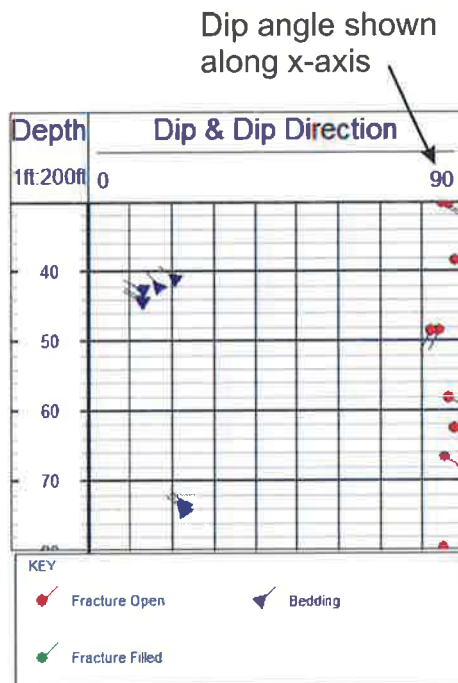 Dip angle shown
along x-axis
Depth
Dip & Dip Direction
1ft:200ft
0
90
40
50
60
70
KEY
Fracture Open
Bedding
Fracture Filled